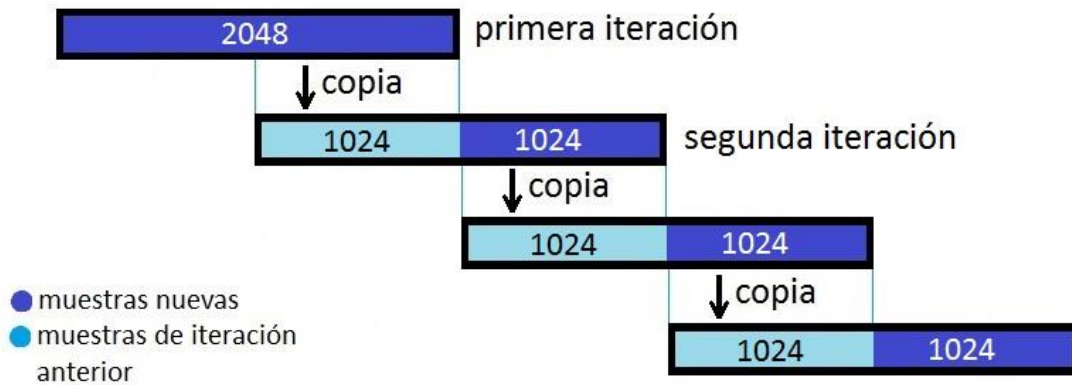 2048 primera iteración
copia
1024 1024 segunda iteración
copia
1024 1024
copia
muestras nuevas
muestras de iteración
anterior
1024 1024